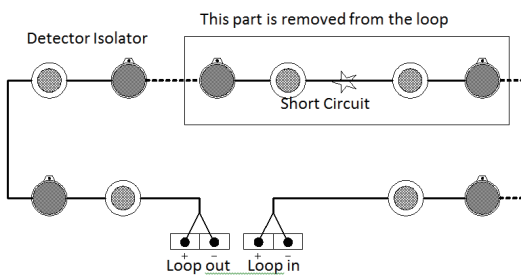 This part is removed from the loop
Detector Isolator
Short Circuit
+ − + −
Loop out Loop in